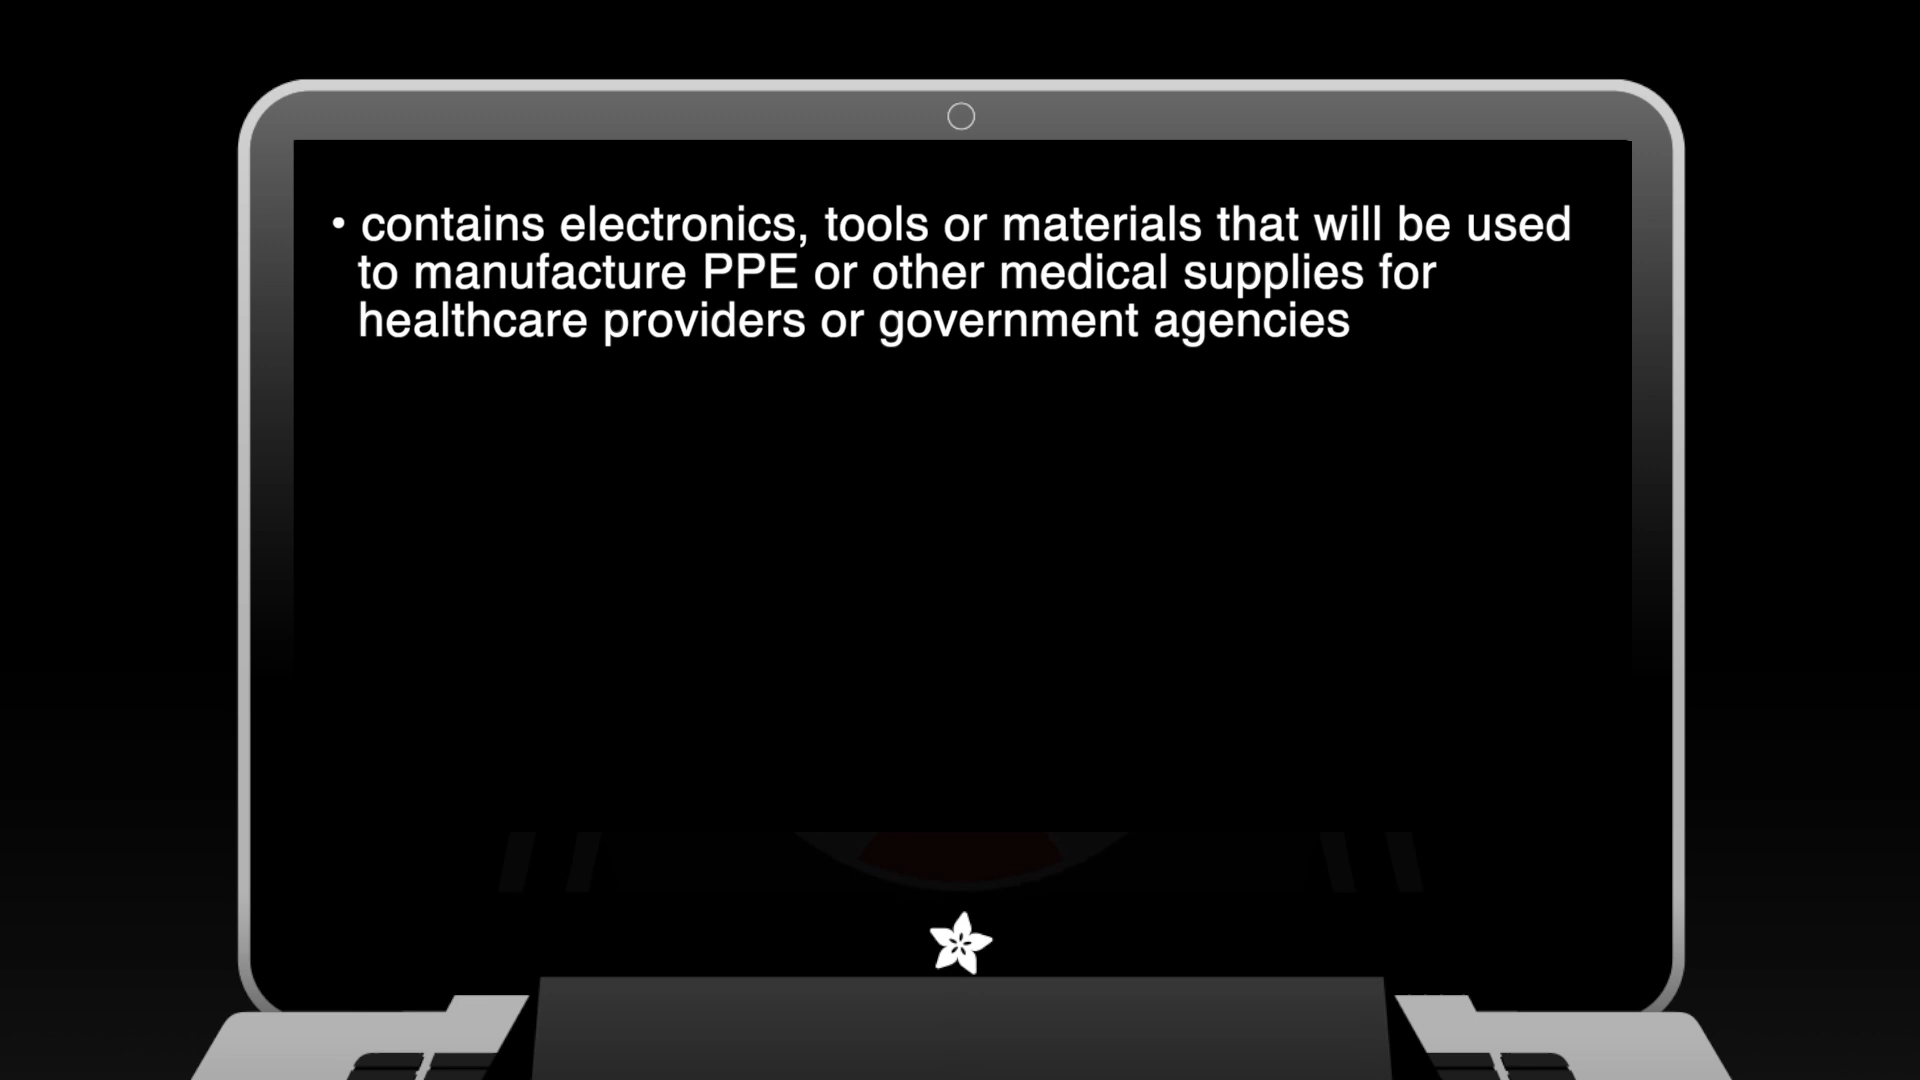 • contains electronics, tools or materials that will be used
to manufacture PPE or other medical supplies for
healthcare providers or government agencies